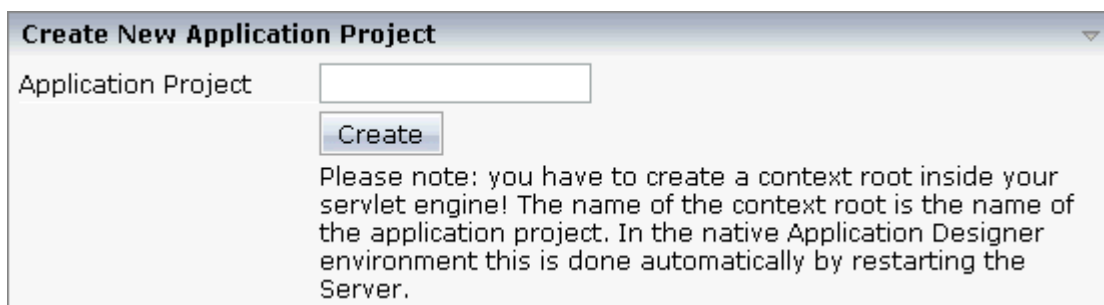 Create New Application Project
Application Project
Create
Please note: you have to create a context root inside your
servlet engine! The name of the context root is the name of
the application project. In the native Application Designer
environment this is done automatically by restarting the
Server.